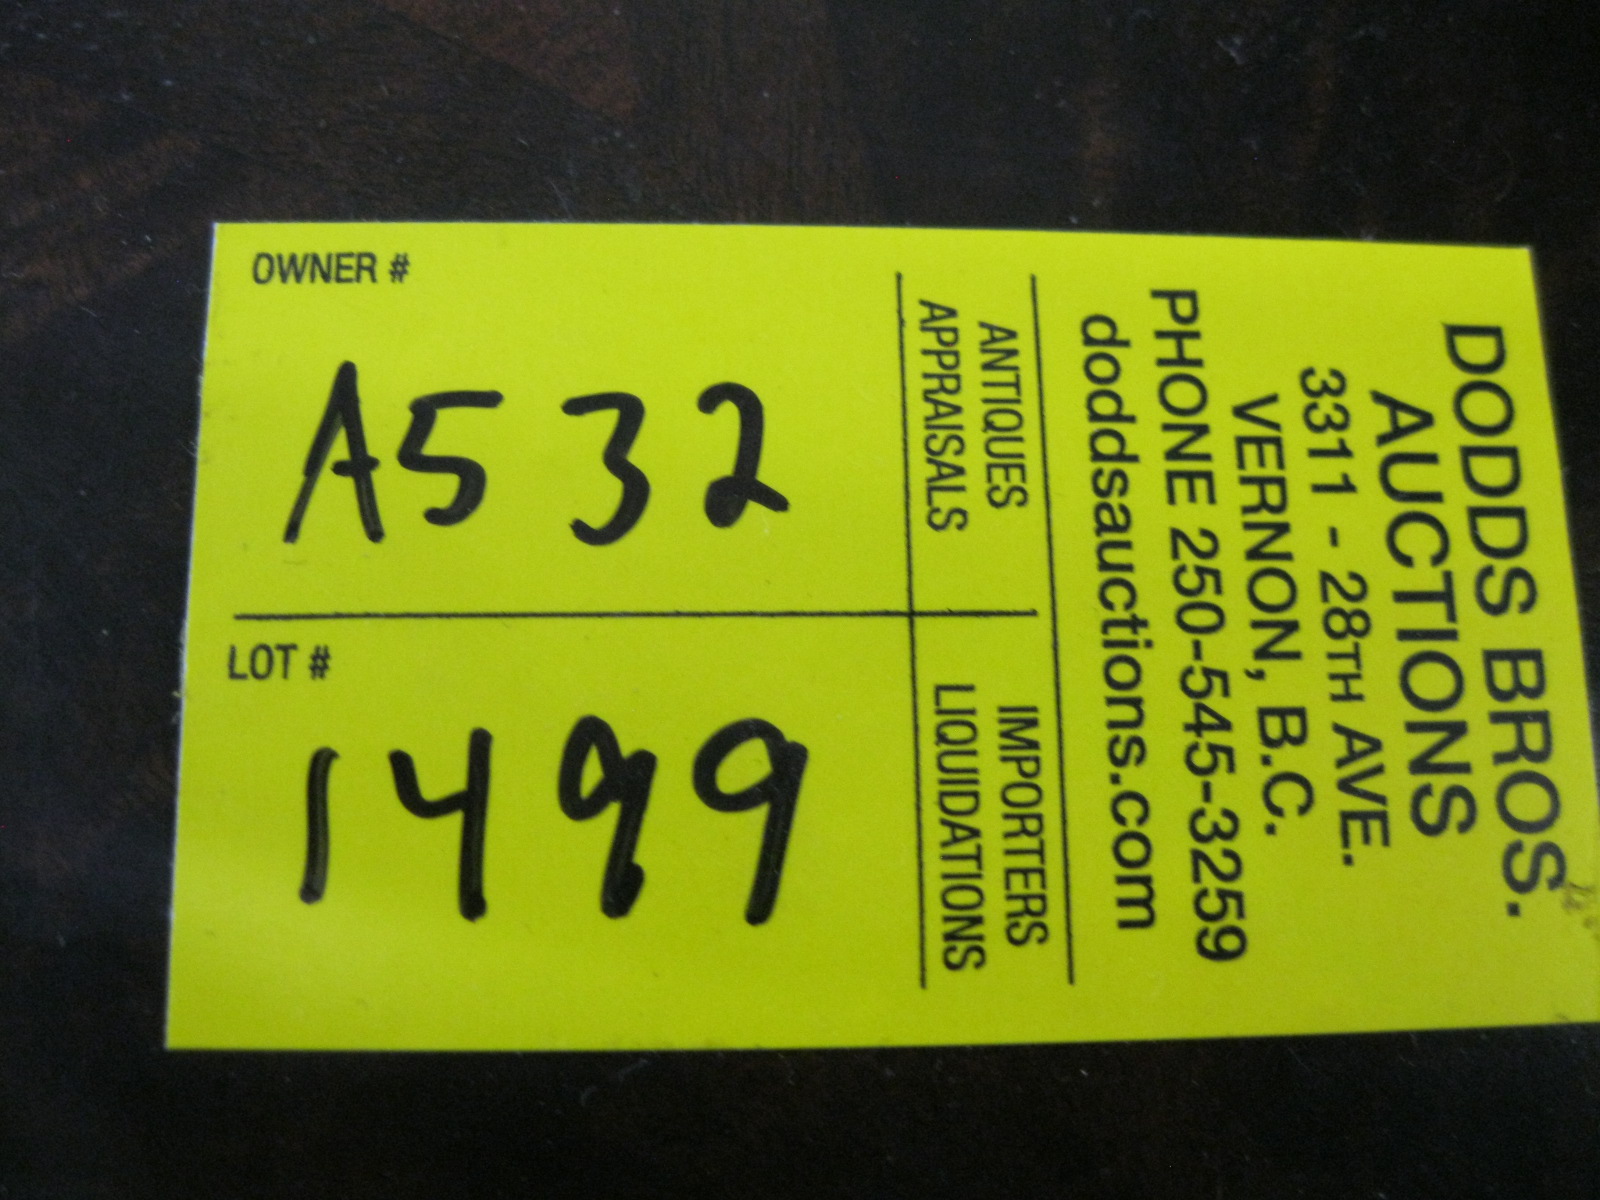 OWNER #
A532
LOT #
1499
DODDS BROS.
AUCTIONS
3311 - 28TH AVE.
VERNON, B.C.
PHONE 250-545-3259
doddsauctions.com
ANTIQUES
APPRAISALS
IMPORTERS
LIQUIDATIONS